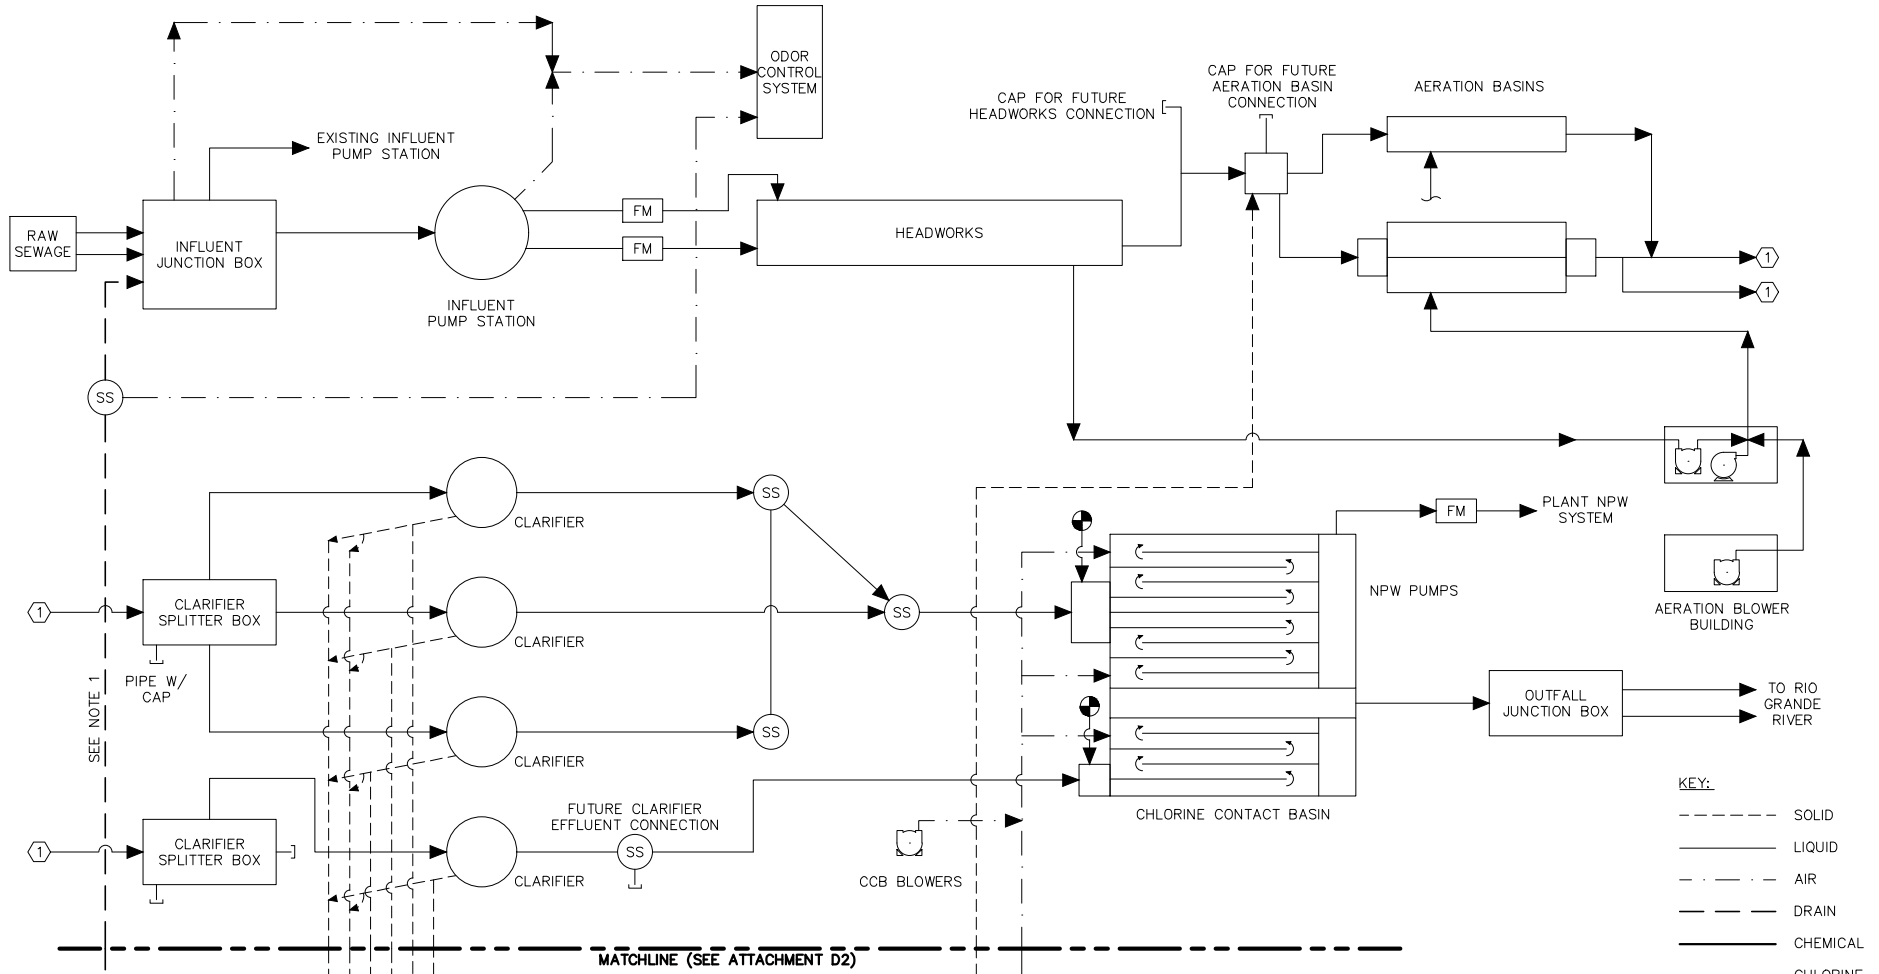 ODOR
CONTROL
SYSTEM
CAP FOR FUTURE
HEADWORKS CONNECTION
CAP FOR FUTURE
AERATION BASIN
CONNECTION
AERATION BASINS
EXISTING INFLUENT
PUMP STATION
RAW
SEWAGE
INFLUENT
JUNCTION BOX
FM
FM
HEADWORKS
INFLUENT
PUMP STATION
1
1
SS
SS
CLARIFIER
PLANT NPW
SYSTEM
FM
1
CLARIFIER
SPLITTER BOX
SS
NPW PUMPS
AERATION BLOWER
BUILDING
CLARIFIER
PIPE W/
CAP
SEE NOTE 1
OUTFALL
JUNCTION BOX
TO RIO
GRANDE
RIVER
SS
CLARIFIER
FUTURE CLARIFIER
EFFLUENT CONNECTION
CHLORINE CONTACT BASIN
1
CLARIFIER
SPLITTER BOX
SS
CLARIFIER
CCB BLOWERS
KEY:
SOLID
LIQUID
AIR
DRAIN
CHEMICAL
CHLORINE
MATCHLINE (SEE ATTACHMENT D2)